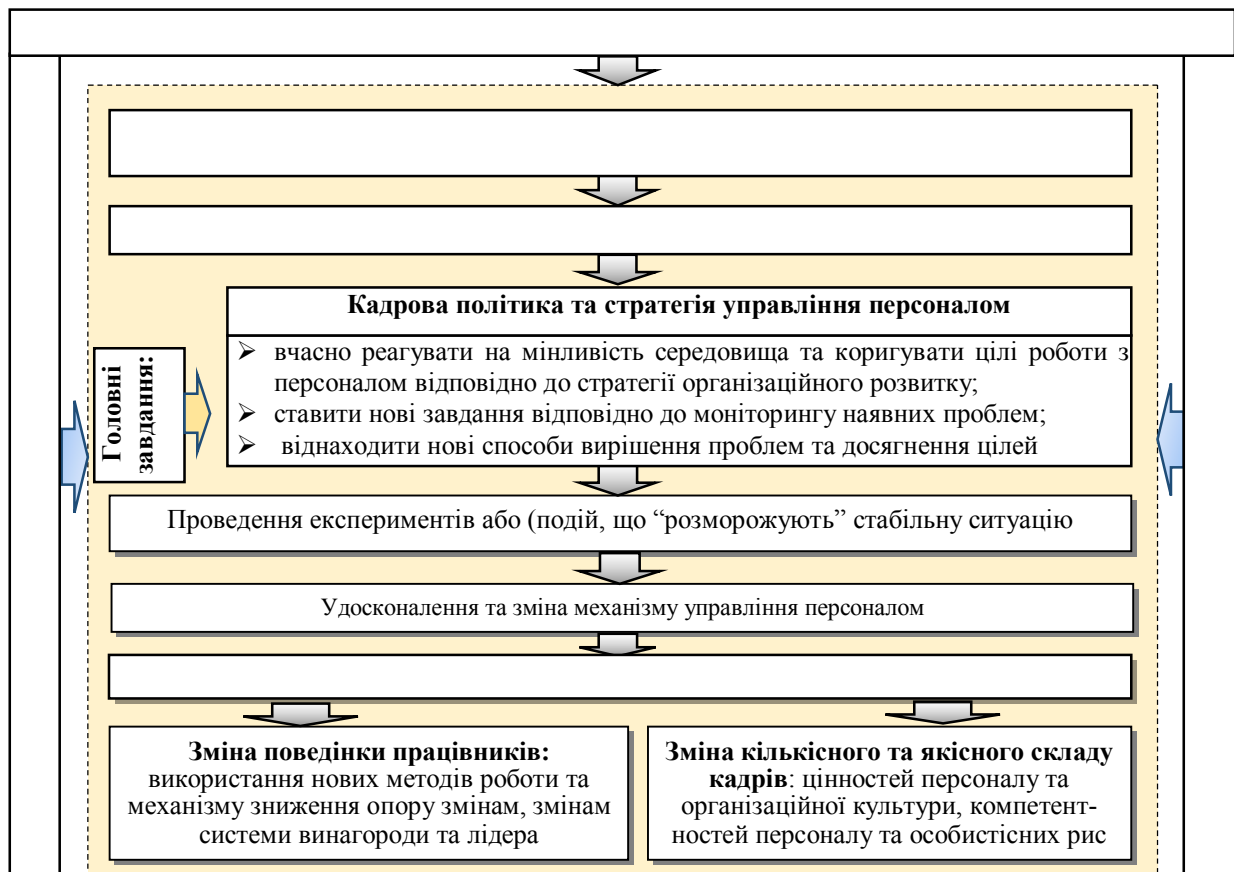 Кадрова політика та стратегія управління персоналом
Головні
завдання:
➢ вчасно реагувати на мінливість середовища та коригувати цілі роботи з
персоналом відповідно до стратегії організаційного розвитку;
➢ ставити нові завдання відповідно до моніторингу наявних проблем;
➢ віднаходити нові способи вирішення проблем та досягнення цілей
Проведення експериментів або (подій, що “розморожують” стабільну ситуацію
Удосконалення та зміна механізму управління персоналом
Зміна поведінки працівників:
використання нових методів роботи та
механізму зниження опору змінам, змінам
системи винагороди та лідера
Зміна кількісного та якісного складу
кадрів: цінностей персоналу та
організаційної культури, компетент-
ностей персоналу та особистісних рис